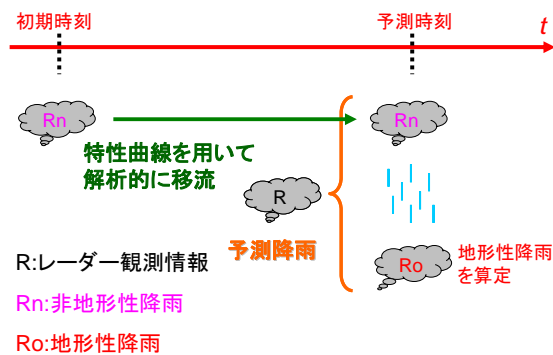 初期時刻
予測時刻
t
Rn
Rn
特性曲線を用いて
解析的に移流
R
予測降雨
Ro
地形性降雨
を算定
R:レーダー観測情報
Rn:非地形性降雨
Ro:地形性降雨